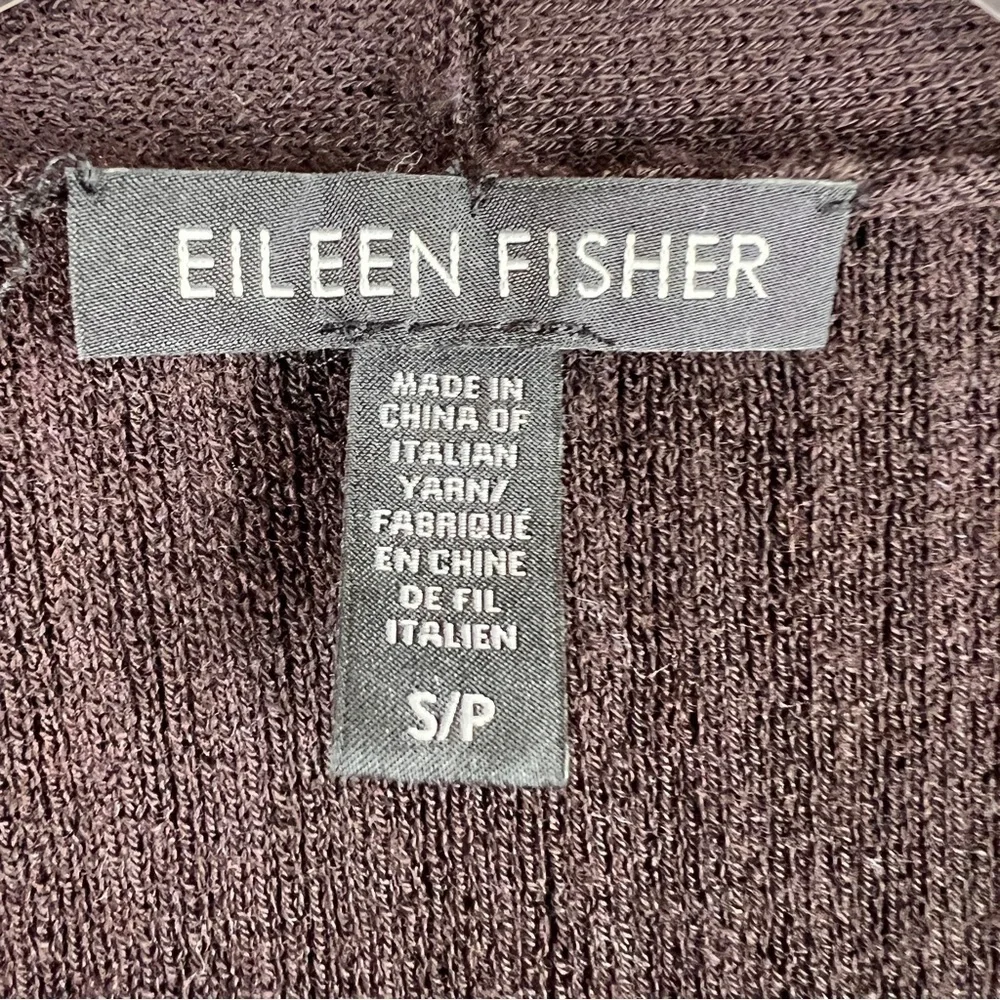 EILEEN FISHER
MADE IN
CHINA OF
ITALIAN
YARN/
FABRIQUÉ
EN CHINE
DE FIL
ITALIEN
S/P